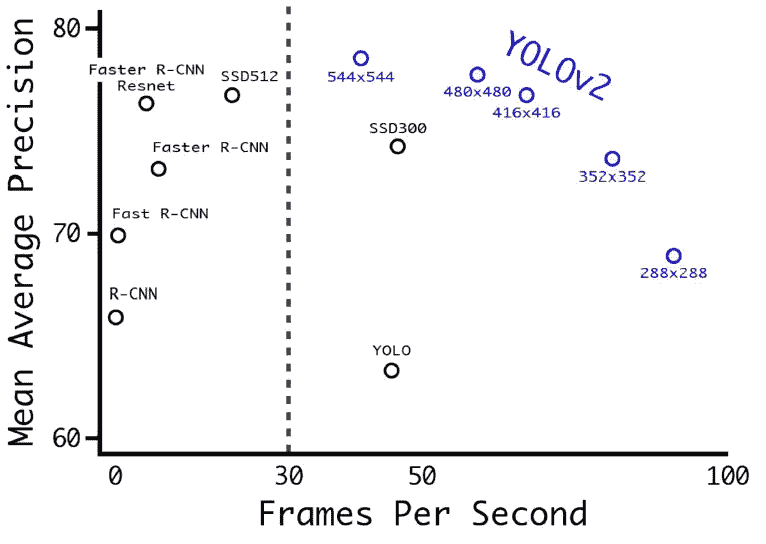 80
Mean Average Precision
YOLOv2
544x544
Faster R-CNN
Resnet
SSD512
480x480
416x416
SSD300
Faster R-CNN
352x352
Fast R-CNN
70
288x288
R-CNN
YOLO
60
0 30 50 100
Frames Per Second